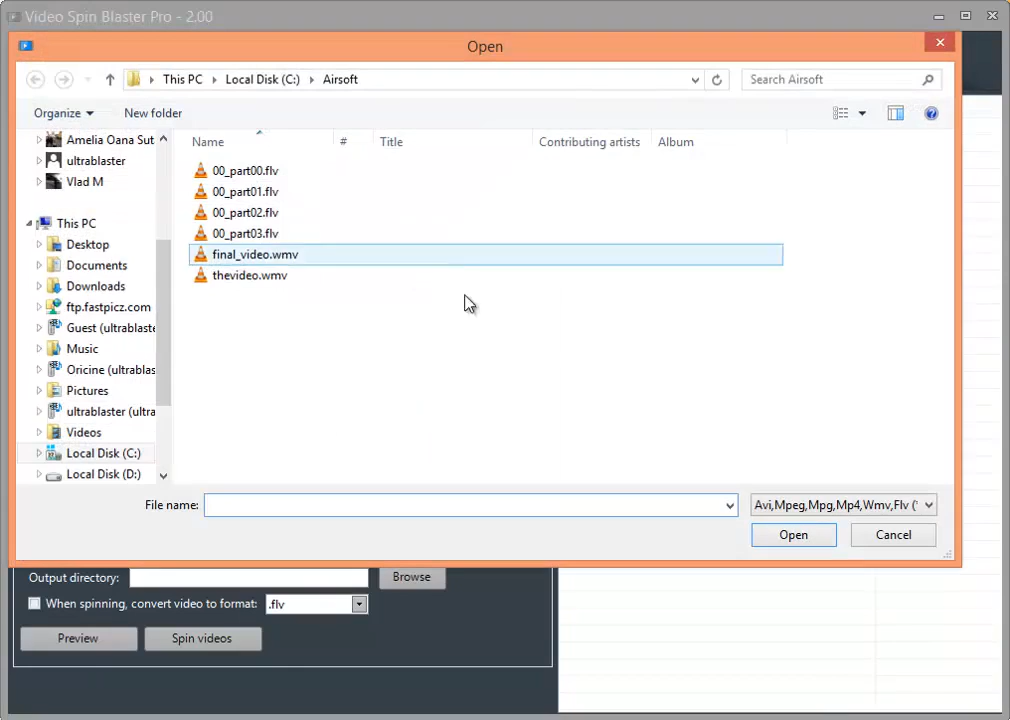 Video Spin Blaster Pro - 2.00
Open
This PC Local Disk (C:) Airsoft
Search Airsoft
Organize New folder
Name # Title Contributing artists Album
Amelia Oana Sut
ultrablaster
Vlad M
This PC
Desktop
Documents
Downloads
ftp.fastpicz.com
Guest (ultrablaste
Music
Oricine (ultrablas
Pictures
ultrablaster (ultra
Videos
Local Disk (C:)
Local Disk (D:)
00_part00.flv
00_part01.flv
00_part02.flv
00_part03.flv
final_video.wmv
thevideo.wmv
File name:
Avi,Mpeg,Mpg,Mp4,Wmv,Flv (*
Open Cancel
Output directory: Browse
When spinning, convert video to format: .flv
Preview Spin videos